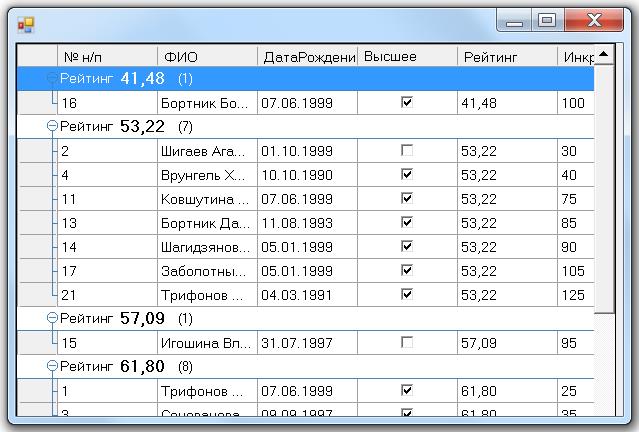 № н/п ФИО ДатаРождени Высшее Рейтинг Инкр
Рейтинг 41,48 (1)
16 Бортник Бо... 07.06.1999 41,48 100
Рейтинг 53,22 (7)
2 Шигаев Ага... 01.10.1999 53,22 30
4 Врунгель Х... 10.10.1990 53,22 40
11 Ковшутина ... 07.06.1999 53,22 75
13 Бортник Да... 11.08.1993 53,22 85
14 Шагидзянов... 05.01.1999 53,22 90
17 Заболотны... 05.01.1999 53,22 105
21 Трифонов ... 04.03.1991 53,22 125
Рейтинг 57,09 (1)
15 Игошина Вл... 31.07.1997 57,09 95
Рейтинг 61,80 (8)
1 Трифонов ... 07.06.1999 61,80 25
3 09.09.1997 61,80 35